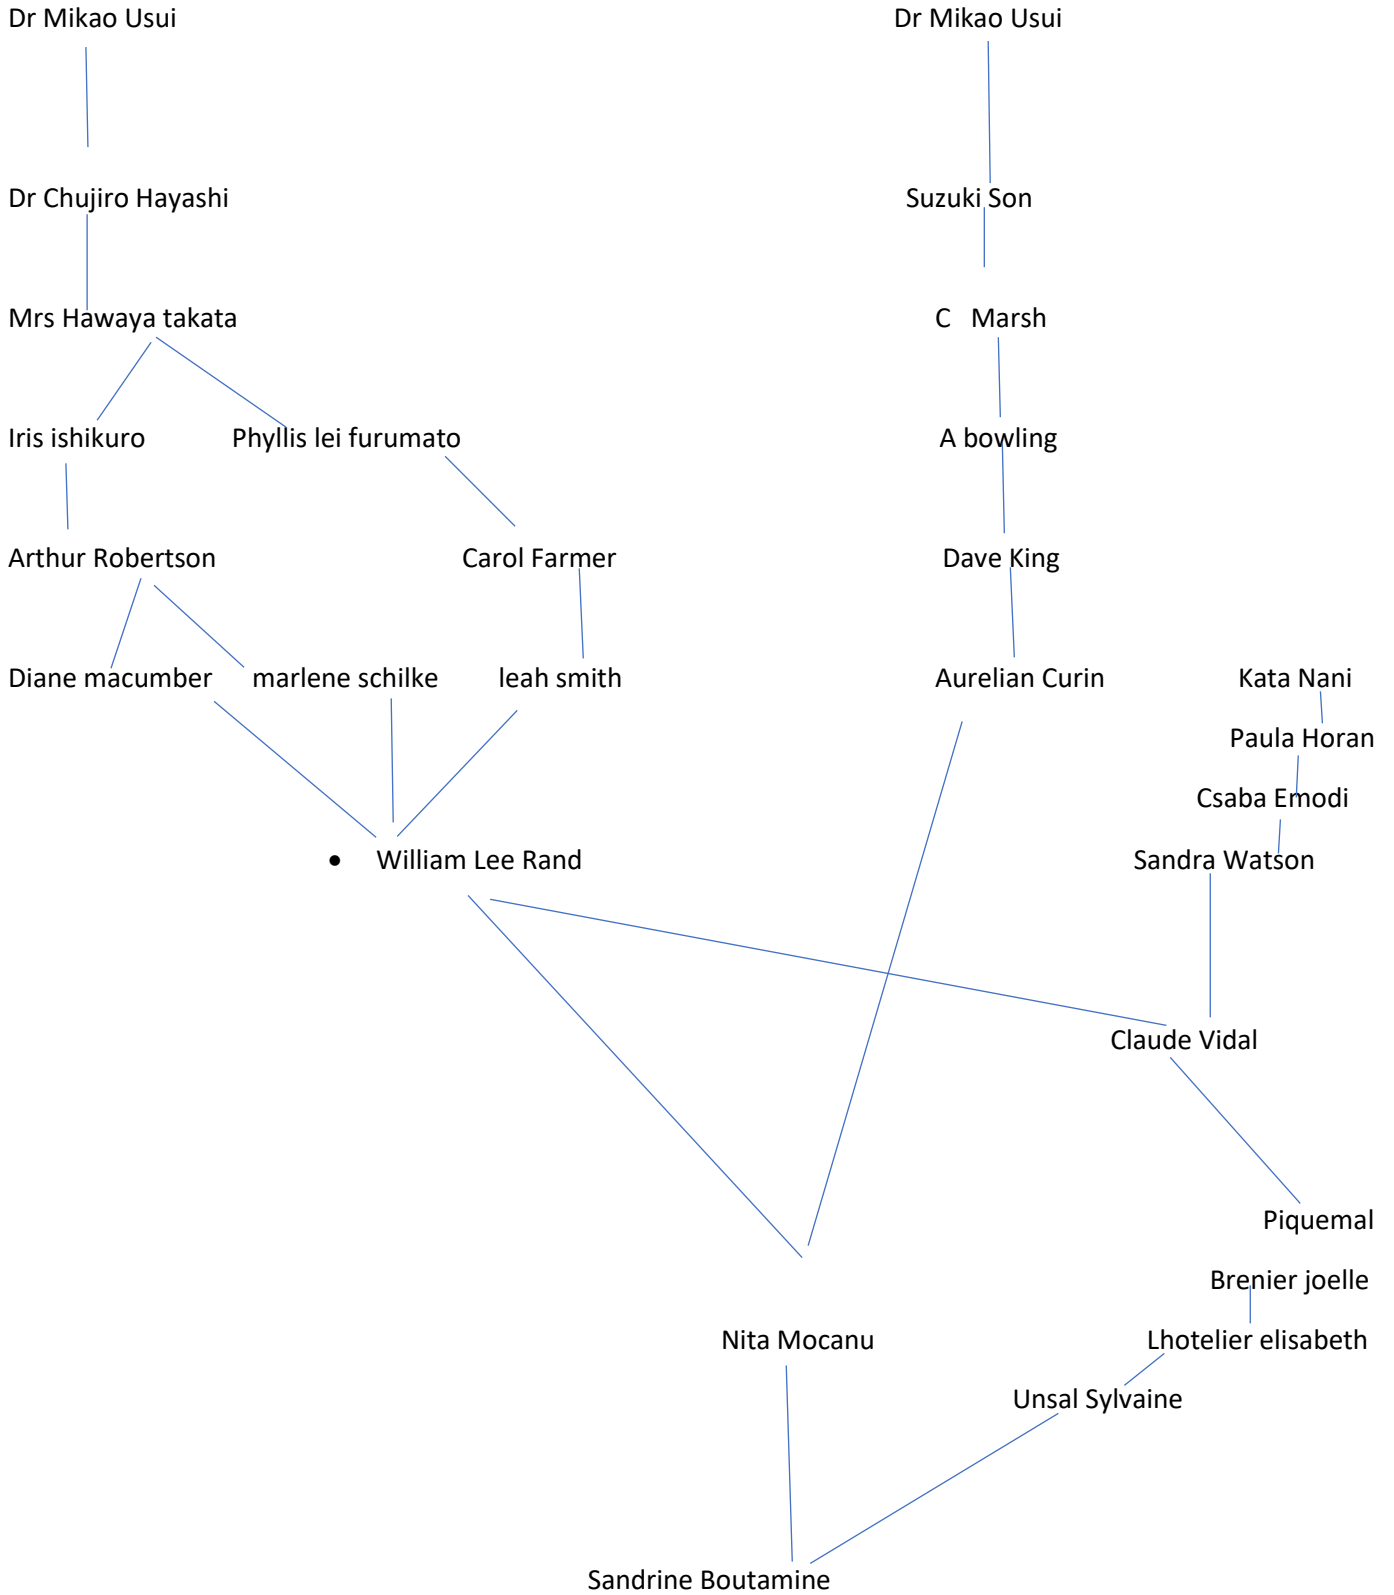 Dr Mikao Usui Dr Mikao Usui
Dr Chujiro Hayashi Suzuki Son
Mrs Hawaya takata C Marsh
Iris ishikuro Phyllis lei furumato A bowling
Arthur Robertson Carol Farmer Dave King
Diane macumber marlene schilke leah smith Aurelian Curin Kata Nani
Paula Horan
Csaba Emodi
• William Lee Rand Sandra Watson
Claude Vidal
Piquemal
Brenier joelle
Nita Mocanu Lhotelier elisabeth
Unsal Sylvaine
Sandrine Boutamine